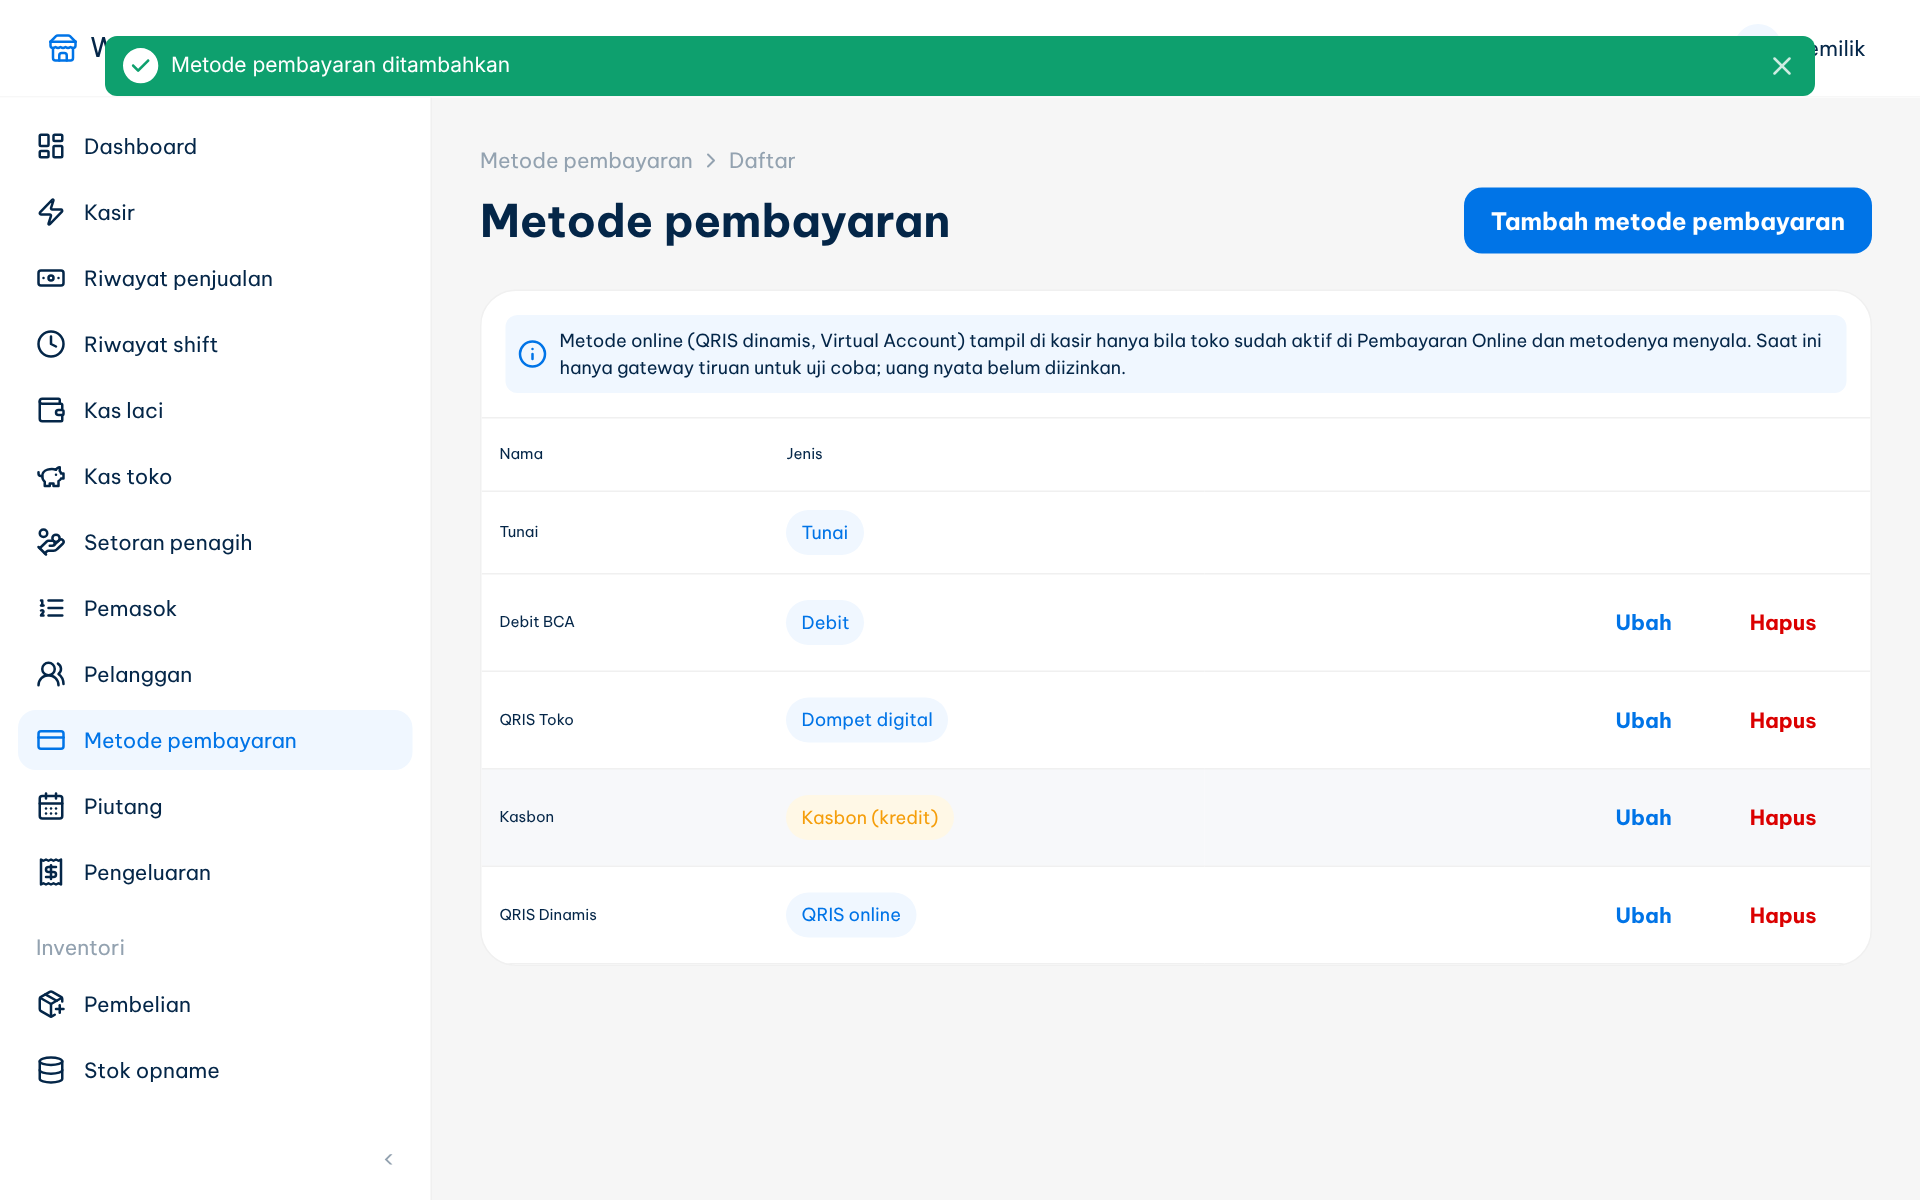 Metode pembayaran ditambahkan
Dashboard
Kasir
Riwayat penjualan
Riwayat shift
Kas laci
Kas toko
Setoran penagih
Pemasok
Pelanggan
Metode pembayaran
Piutang
Pengeluaran
Inventori
Pembelian
Stok opname
Metode pembayaran > Daftar
Metode pembayaran
Tambah metode pembayaran
Metode online (QRIS dinamis, Virtual Account) tampil di kasir hanya bila toko sudah aktif di Pembayaran Online dan metodenya menyala. Saat ini
hanya gateway tiruan untuk uji coba; uang nyata belum diizinkan.
Nama Jenis
Tunai Tunai
Debit BCA Debit Ubah Hapus
QRIS Toko Dompet digital Ubah Hapus
Kasbon Kasbon (kredit) Ubah Hapus
QRIS Dinamis QRIS online Ubah Hapus